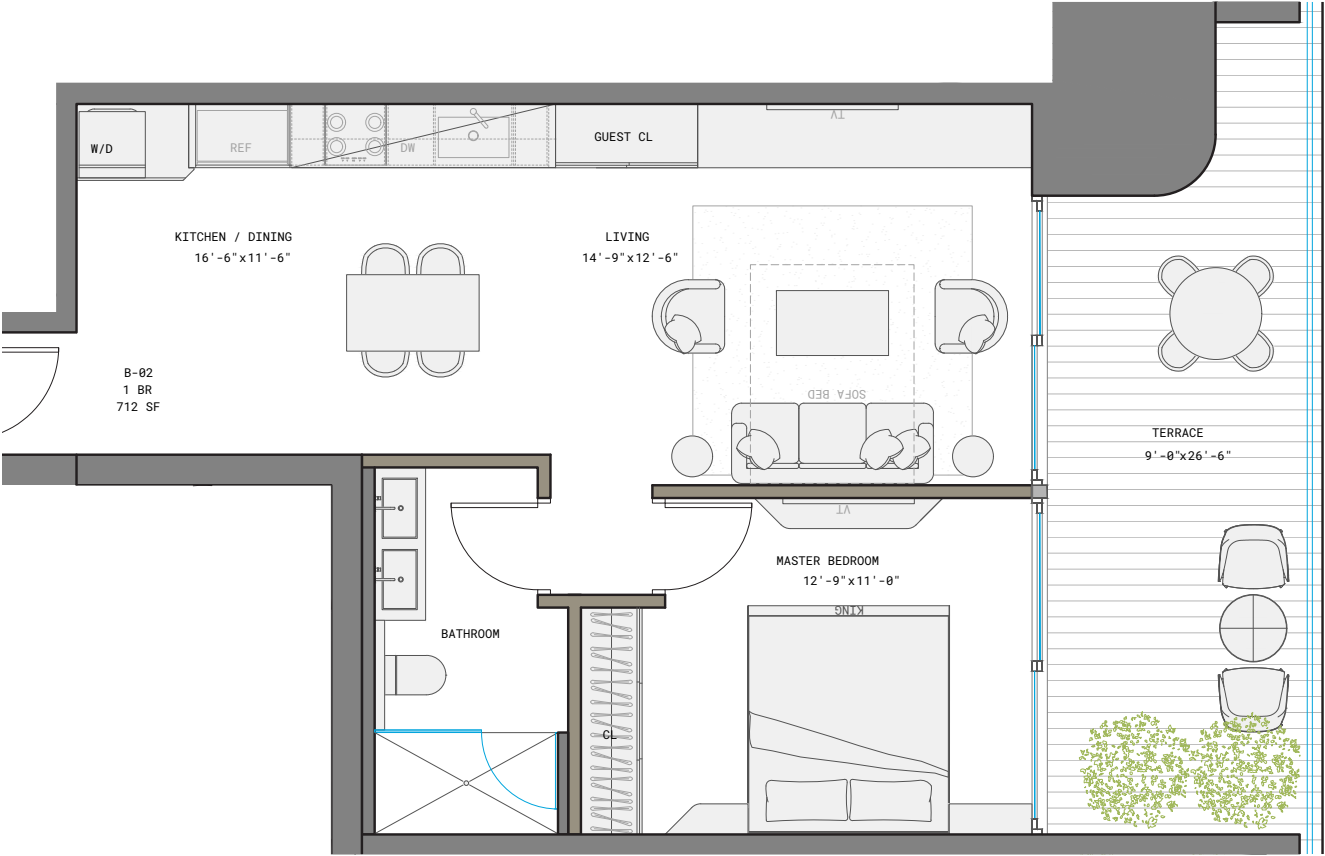 W/D
REF
DW
GUEST CL
TV
KITCHEN / DINING
16'-6"x11'-6"
LIVING
14'-9"x12'-6"
B-02
1 BR
712 SF
SOFA BED
TERRACE
9'-0"x26'-6"
TV
MASTER BEDROOM
12'-9"x11'-0"
KING
BATHROOM
CL